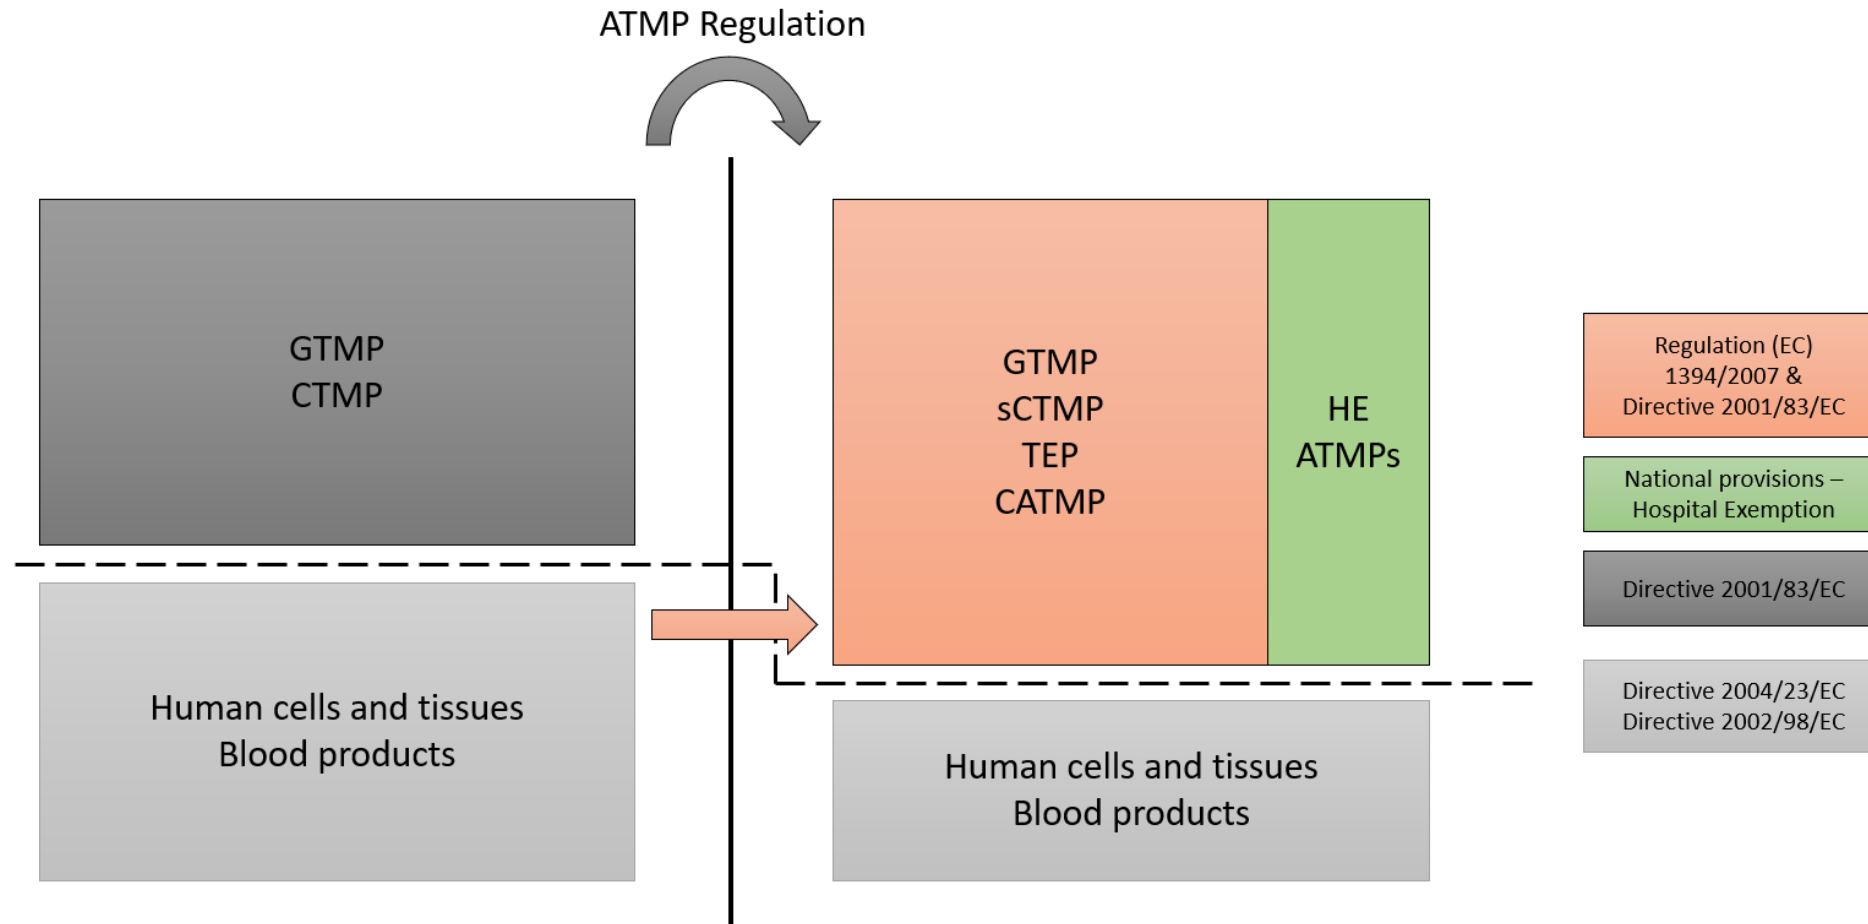 ATMP Regulation
GTMP
CTMP
Human cells and tissues
Blood products
GTMP
sCTMP
TEP
CATMP
HE
ATMPs
Human cells and tissues
Blood products
Regulation (EC)
1394/2007 &
Directive 2001/83/EC
National provisions –
Hospital Exemption
Directive 2001/83/EC
Directive 2004/23/EC
Directive 2002/98/EC